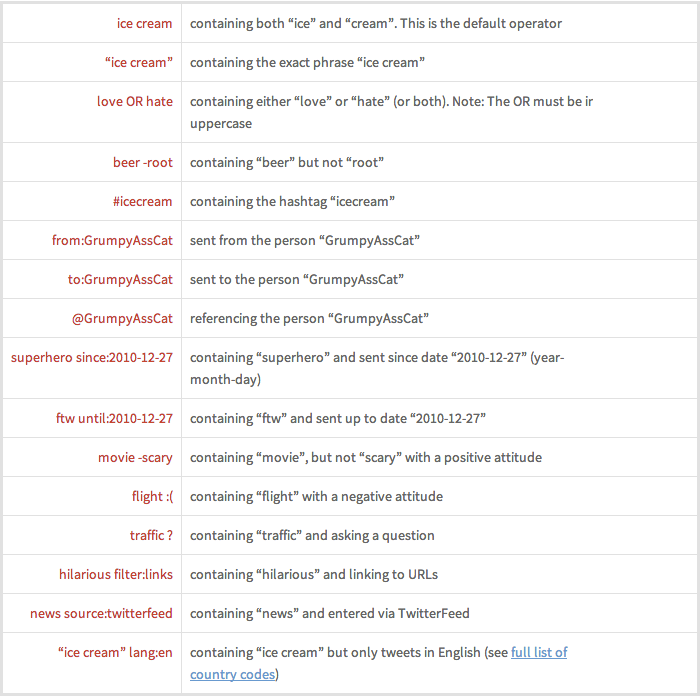 ice cream containing both “ice” and “cream”. This is the default operator
“ice cream” containing the exact phrase “ice cream”
love OR hate containing either “love” or “hate” (or both). Note: The OR must be ir
uppercase
beer -root containing “beer” but not “root”
#icecream containing the hashtag “icecream”
from:GrumpyAssCat sent from the person “GrumpyAssCat”
to:GrumpyAssCat sent to the person “GrumpyAssCat”
@GrumpyAssCat referencing the person “GrumpyAssCat”
superhero since:2010-12-27 containing “superhero” and sent since date “2010-12-27” (year-
month-day)
ftw until:2010-12-27 containing “ftw” and sent up to date “2010-12-27”
movie -scary containing “movie”, but not “scary” with a positive attitude
flight :( containing “flight” with a negative attitude
traffic ? containing “traffic” and asking a question
hilarious filter:links containing “hilarious” and linking to URLs
news source:twitterfeed containing “news” and entered via TwitterFeed
“ice cream” lang:en containing “ice cream” but only tweets in English (see full list of
country codes)